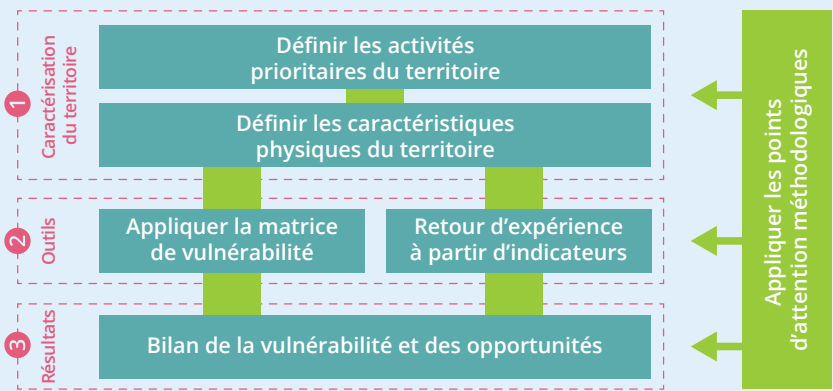 1
Caractérisation
du territoire
Définir les activités
prioritaires du territoire
Définir les caractéristiques
physiques du territoire
2
Outils
Appliquer la matrice
de vulnérabilité
Retour d’expérience
à partir d’indicateurs
3
Résultats
Bilan de la vulnérabilité et des opportunités
Appliquer les points
d’attention méthodologiques